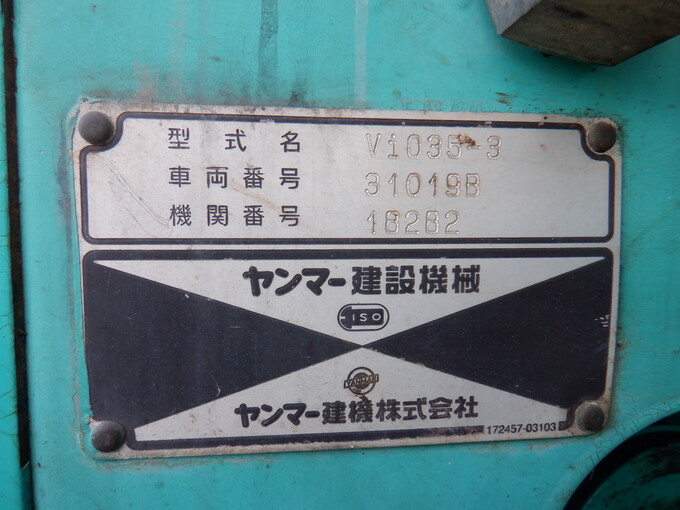 型式名 Vi035-3
車両番号 31019B
機関番号 18282
ヤンマー建設機械
ISO
YANMAR
ヤンマー建機株式会社
172457-03103